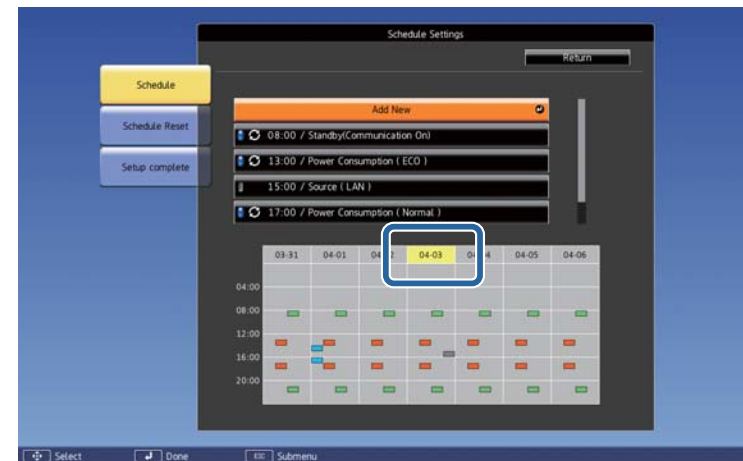 Schedule Settings
Return
Schedule
Schedule Reset
Setup complete
Add New
08:00 / Standby(Communication On)
13:00 / Power Consumption ( ECO )
15:00 / Source ( LAN )
17:00 / Power Consumption ( Normal )
03-31 04-01 04-03 04-05 04-06
04:00
08:00
12:00
16:00
20:00
Select Done ESC Submenu